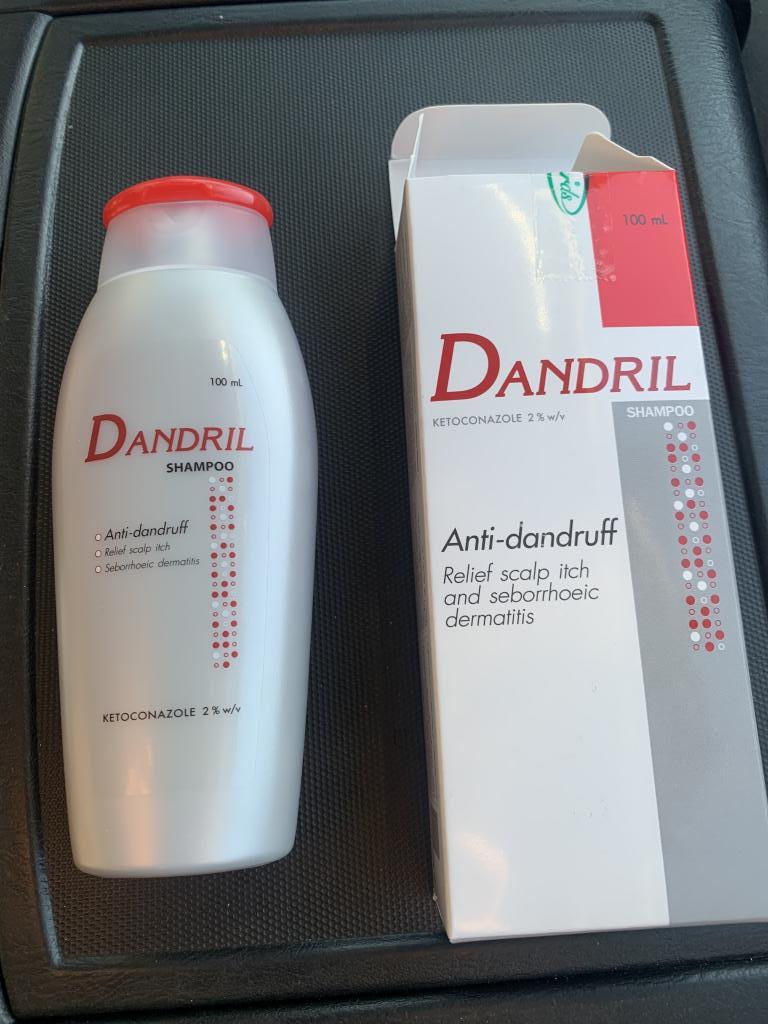 100 mL
DANDRIL
SHAMPOO
Anti-dandruff
Relief scalp itch
Seborrhoeic dermatitis
KETOCONAZOLE 2% w/v
100 mL
DANDRIL
KETOCONAZOLE 2% w/v
SHAMPOO
Anti-dandruff
Relief scalp itch
and seborrhoeic
dermatitis